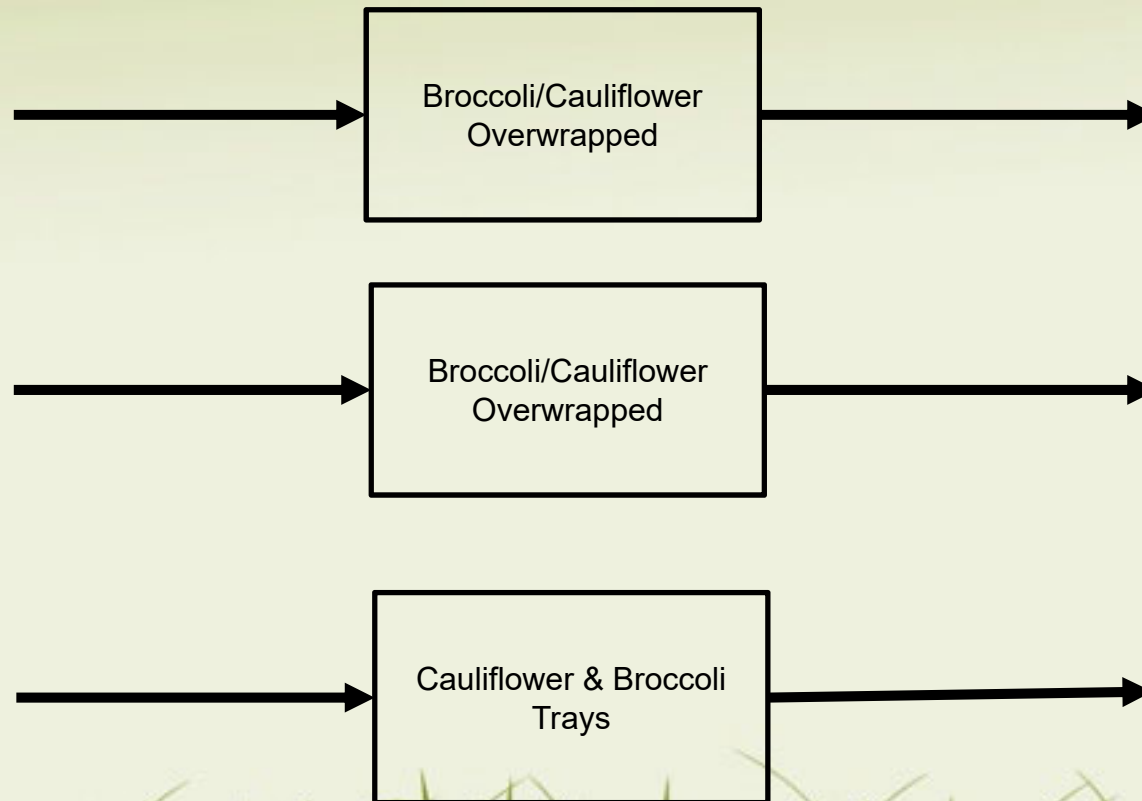 Broccoli/Cauliflower
Overwrapped
Broccoli/Cauliflower
Overwrapped
Cauliflower & Broccoli
Trays